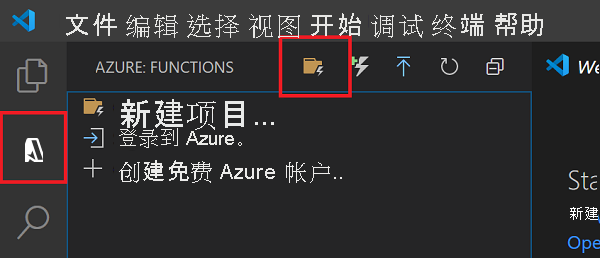 文件 编辑 选择 视图 开始 调试 终端 帮助
AZURE: FUNCTIONS
We
新建项目...
登录到 Azure。
创建免费 Azure 帐户..
Sta
新建
Ope